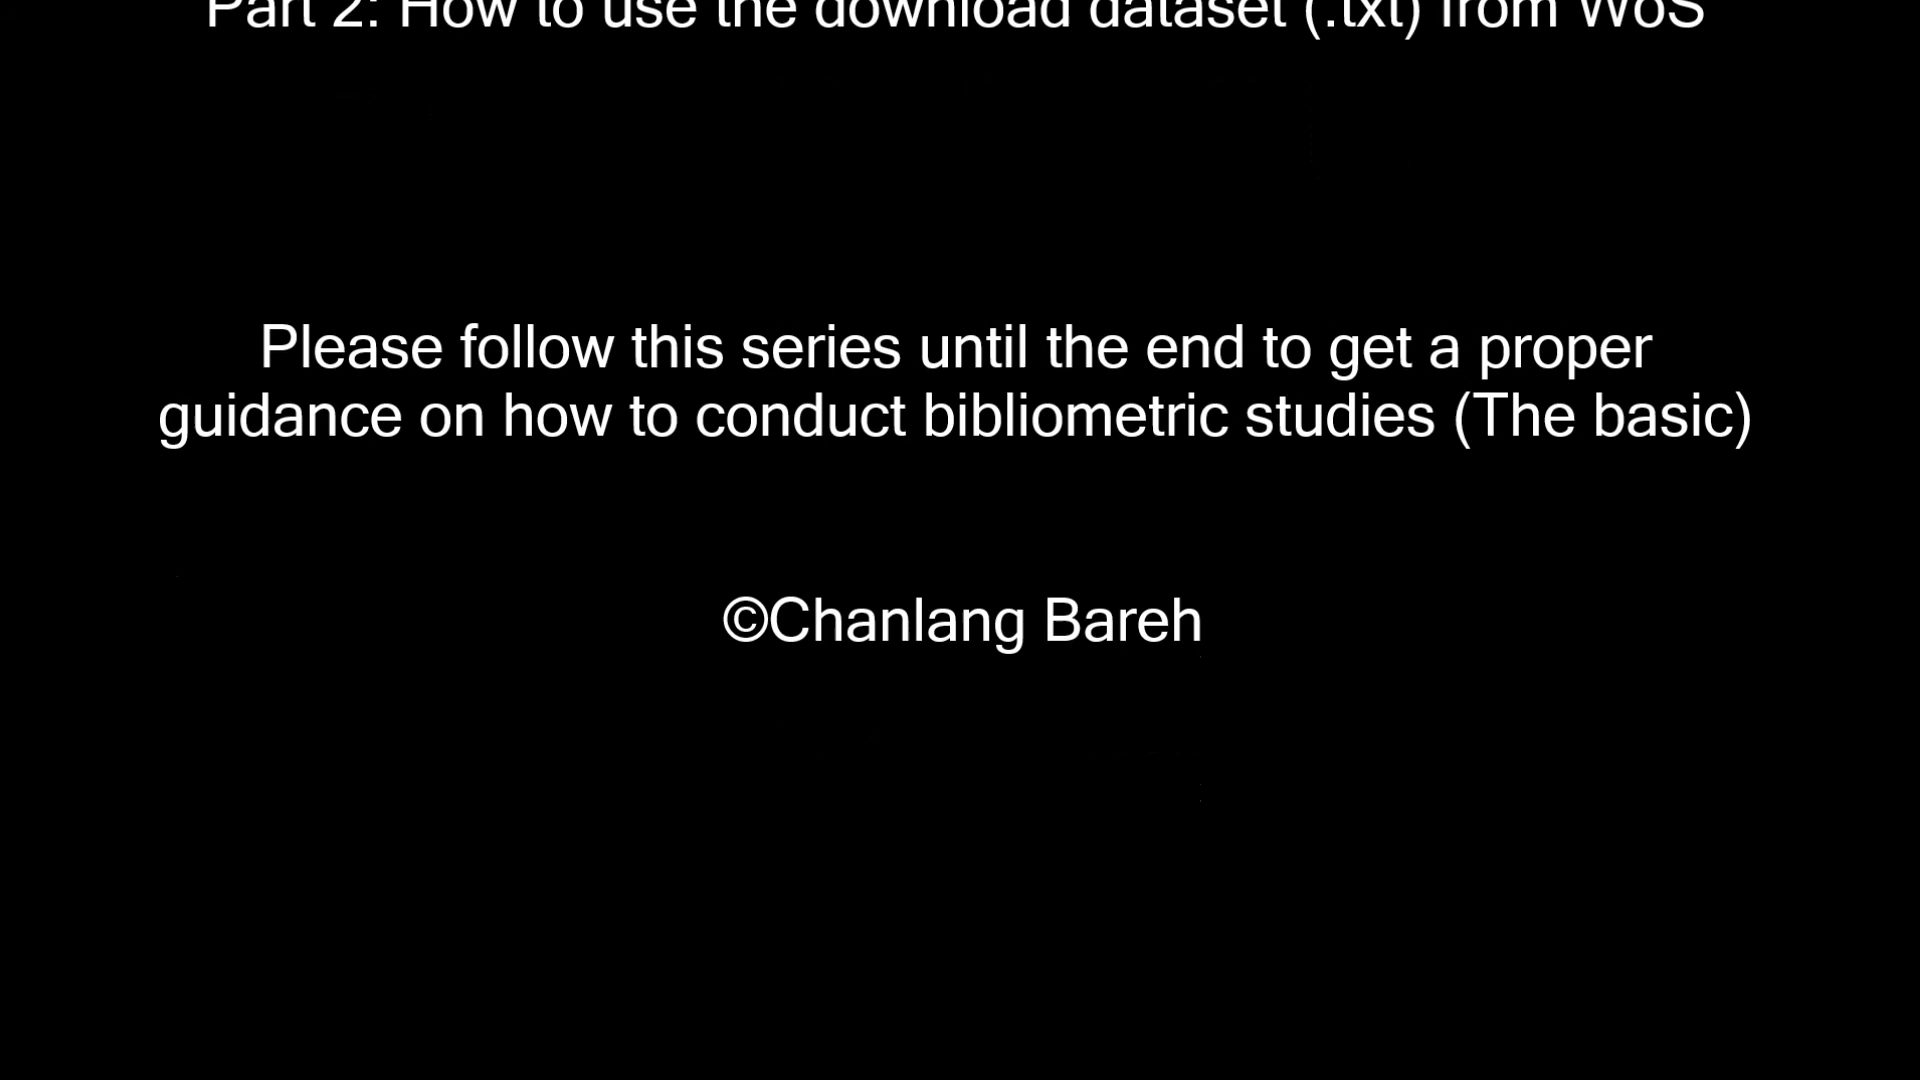 Part 2: How to use the download dataset (.txt) from WoS
Please follow this series until the end to get a proper
guidance on how to conduct bibliometric studies (The basic)
©Chanlang Bareh